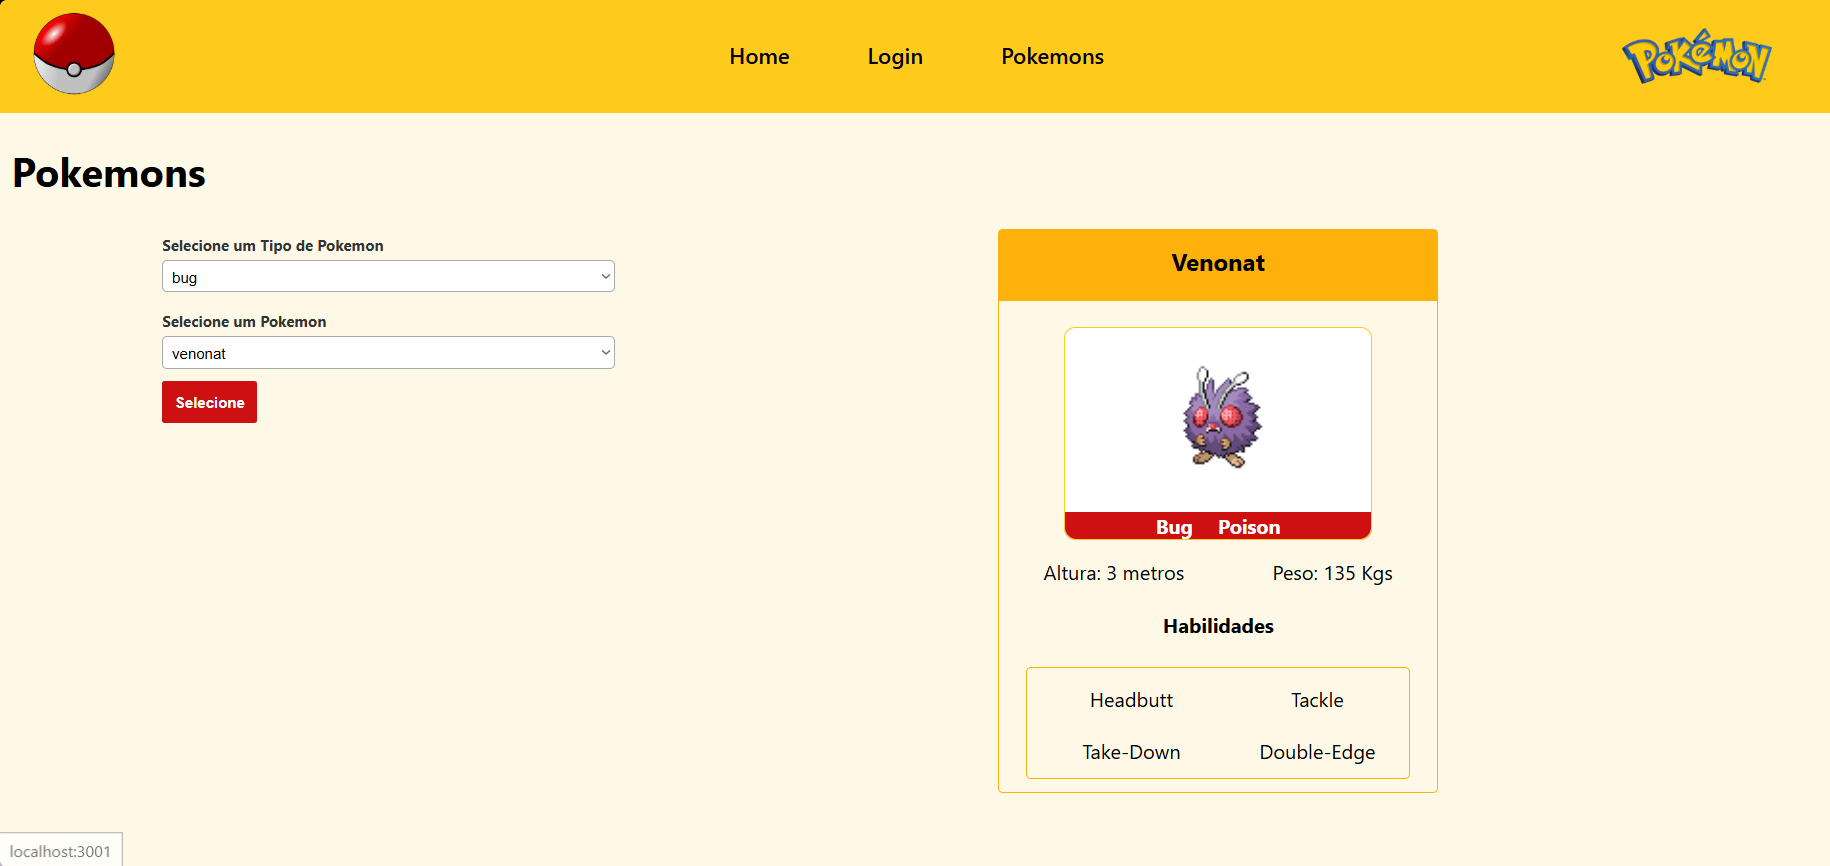 Home Login Pokemons
POKéMON
Pokemons
Selecione um Tipo de Pokemon
bug
Selecione um Pokemon
venonat
Selecione
Venonat
Bug Poison
Altura: 3 metros Peso: 135 Kgs
Habilidades
Headbutt Tackle
Take-Down Double-Edge
localhost:3001